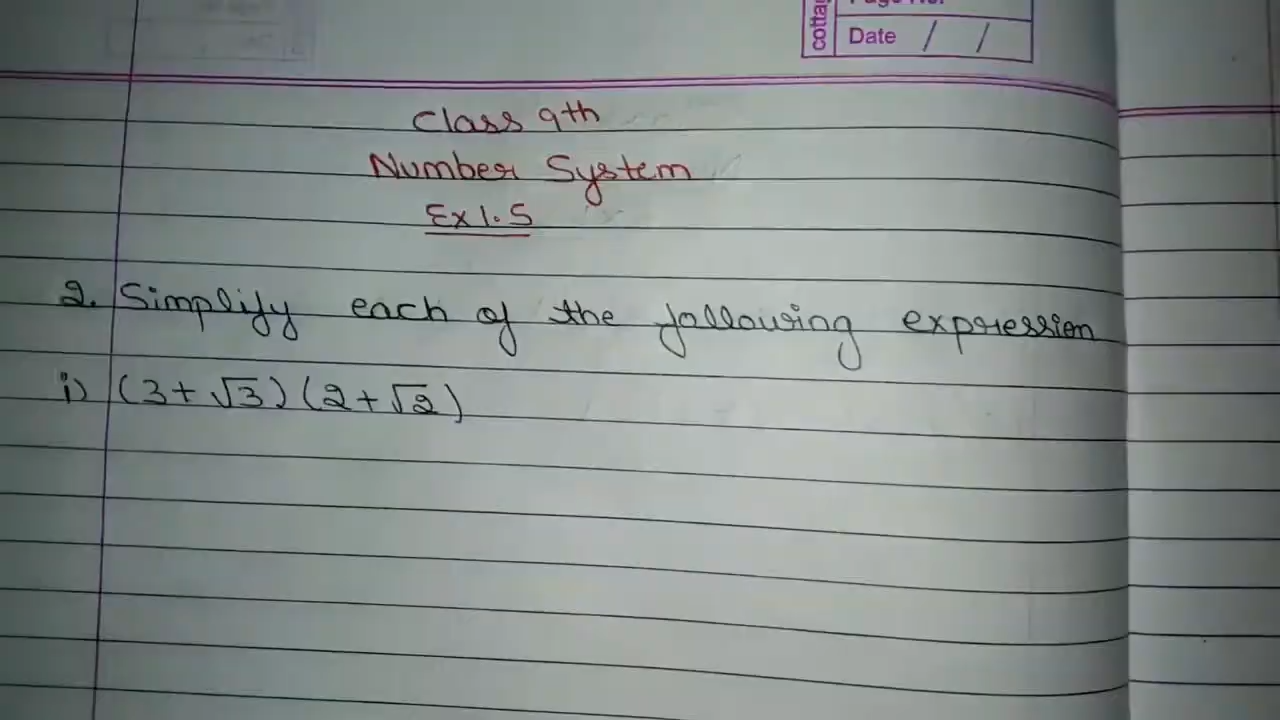 cottag
Date / /
Class 9th
Number System
Ex 1.5
2. Simplify each of the following expression
i) (3+√3)(2+√2)